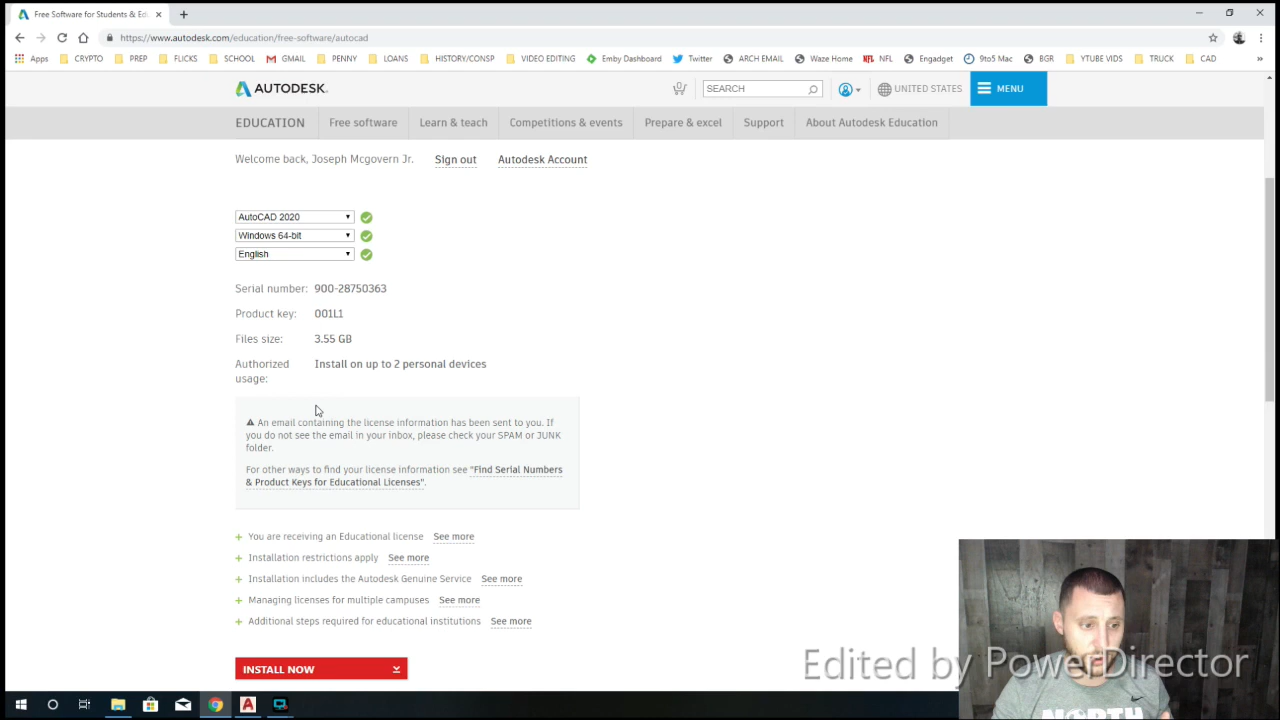 Free Software for Students & Edu
https://www.autodesk.com/education/free-software/autocad
Apps CRYPTO PREP FLICKS SCHOOL GMAIL PENNY LOANS HISTORY/CONSP VIDEO EDITING Emby Dashboard Twitter ARCH EMAIL Waze Home NFL NFL Engadget 9to5 Mac BGR YTUBE VIDS TRUCK CAD »
AUTODESK. 0 SEARCH UNITED STATES MENU
EDUCATION Free software Learn & teach Competitions & events Prepare & excel Support About Autodesk Education
Welcome back, Joseph Mcgovern Jr. Sign out Autodesk Account
AutoCAD 2020
Windows 64-bit
English
Serial number: 900-28750363
Product key: 001L1
Files size: 3.55 GB
Authorized Install on up to 2 personal devices
usage:
An email containing the license information has been sent to you. If
you do not see the email in your inbox, please check your SPAM or JUNK
folder.
For other ways to find your license information see "Find Serial Numbers
& Product Keys for Educational Licenses".
+ You are receiving an Educational license See more
+ Installation restrictions apply See more
+ Installation includes the Autodesk Genuine Service See more
+ Managing licenses for multiple campuses See more
+ Additional steps required for educational institutions See more
INSTALL NOW
Edited by PowerDirector
NORTH